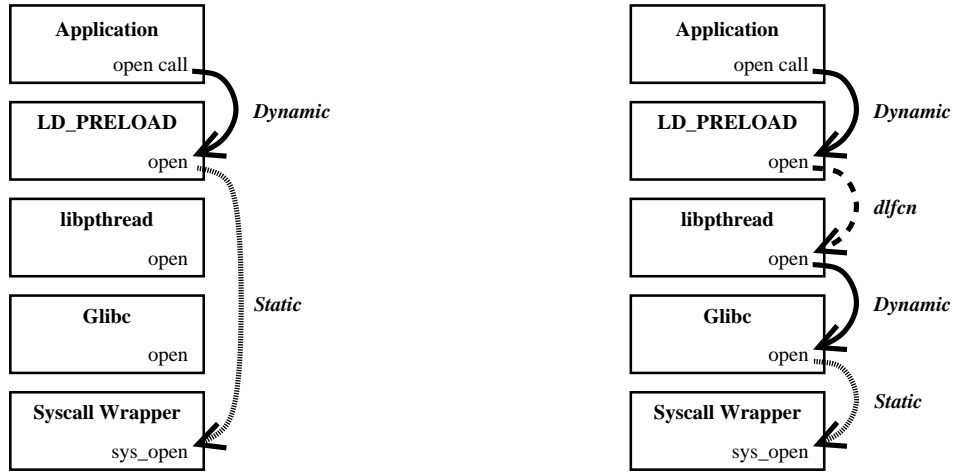 Application
open call
Dynamic
LD_PRELOAD
open
libpthread
open
Static
Glibc
open
Syscall Wrapper
sys_open
Application
open call
Dynamic
LD_PRELOAD
open
dlfcn
libpthread
open
Dynamic
Glibc
open
Static
Syscall Wrapper
sys_open